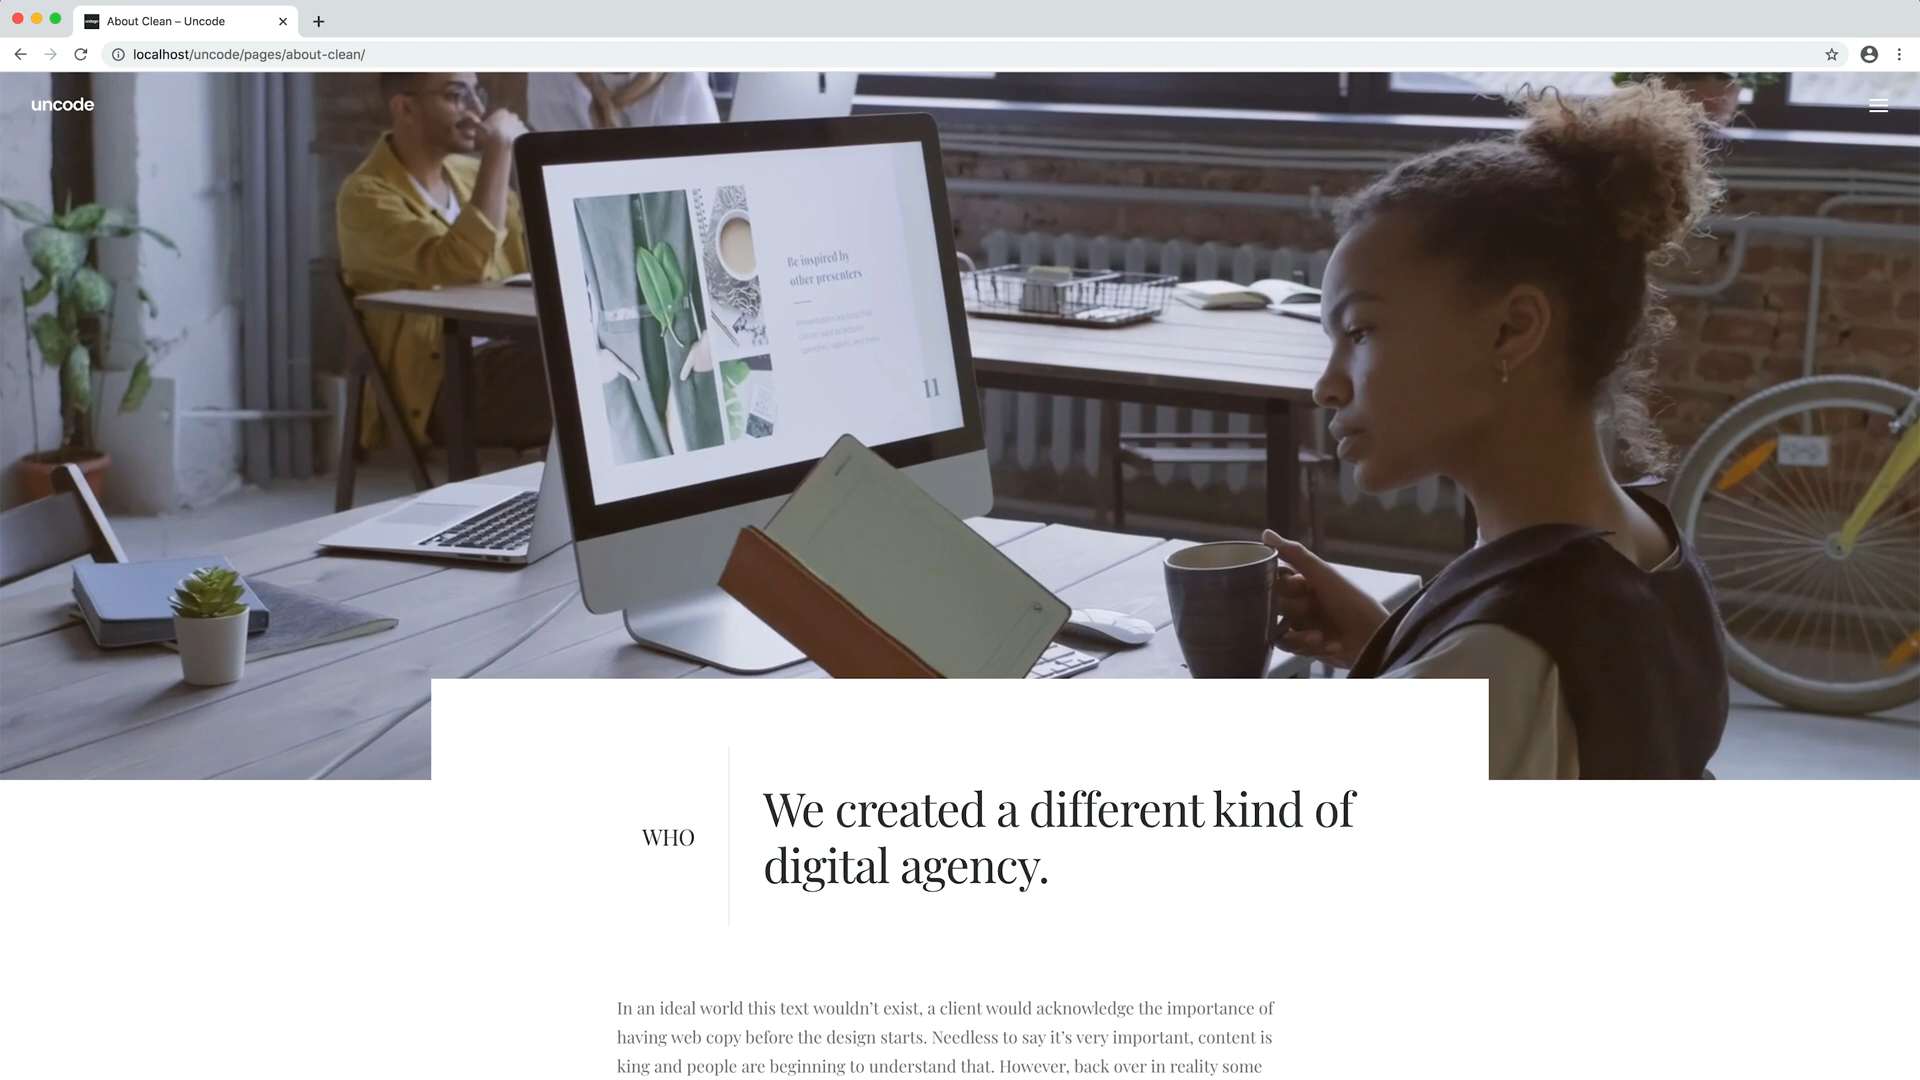 About Clean – Uncode
localhost/uncode/pages/about-clean/
uncode
Be inspired by
other presenters
11
WHO
We created a different kind of
digital agency.
In an ideal world this text wouldn’t exist, a client would acknowledge the importance of
having web copy before the design starts. Needless to say it’s very important, content is
king and people are beginning to understand that. However, back over in reality some